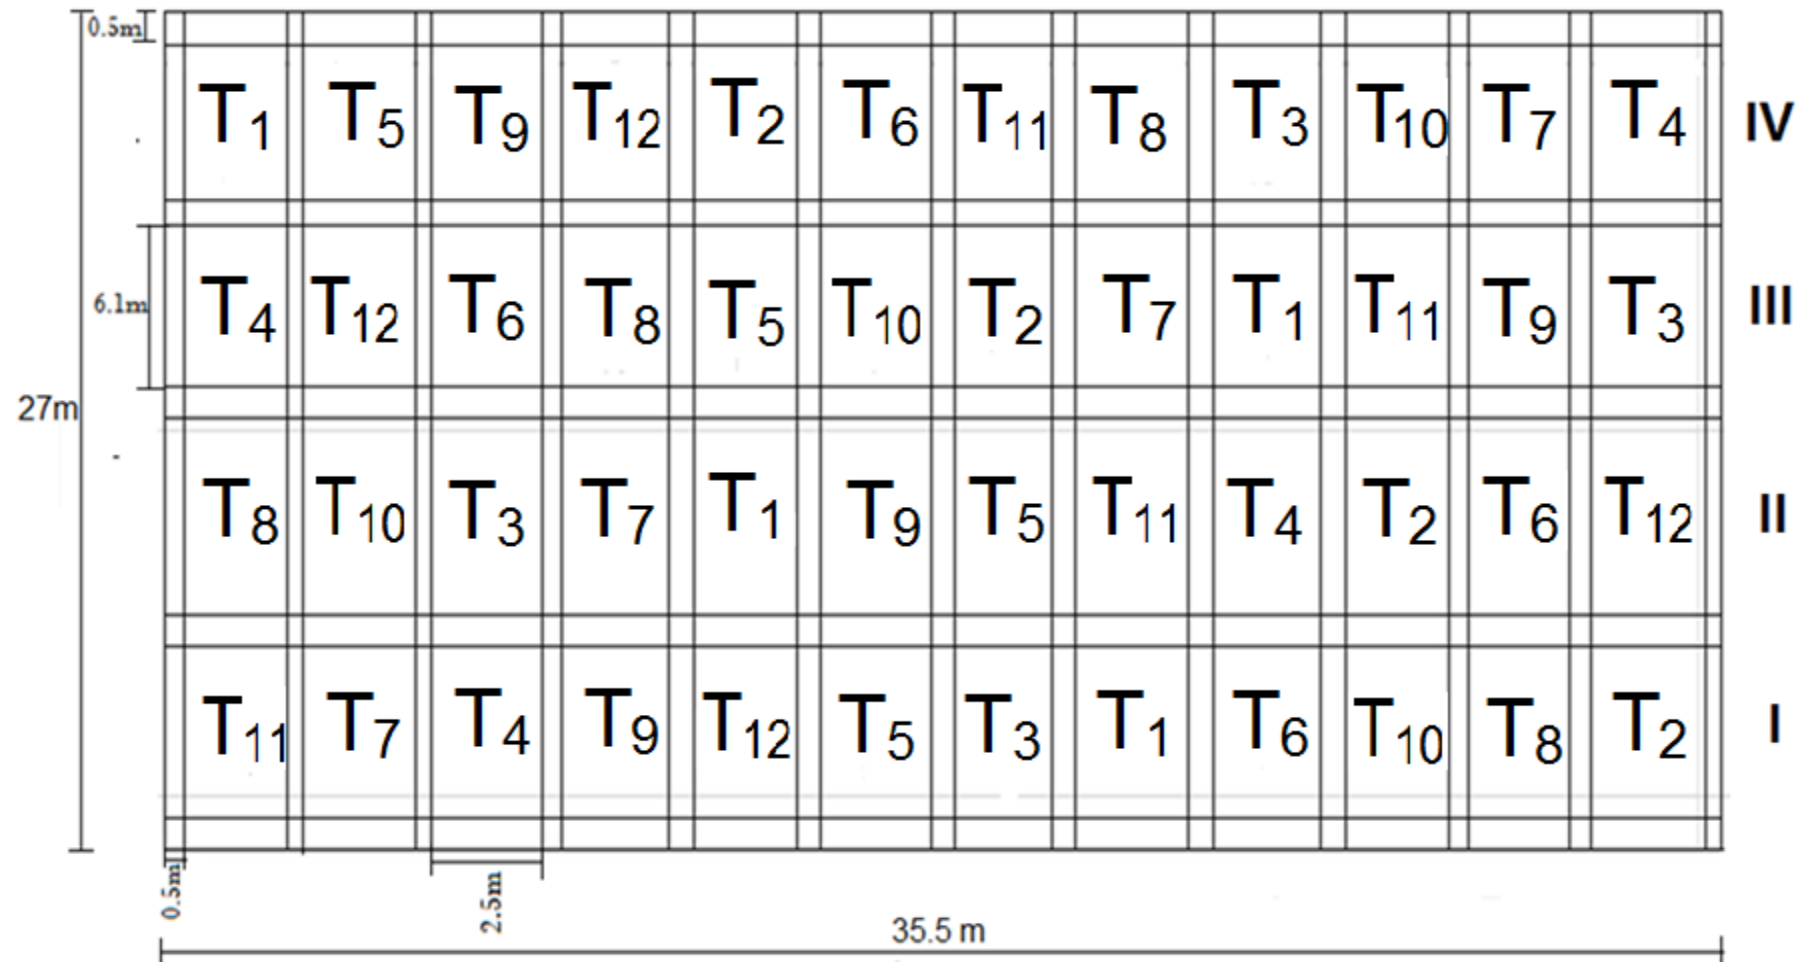 0.5m
T1 T5 T9 T12 T2 T6 T11 T8 T3 T10 T7 T4 IV
6.1m T4 T12 T6 T8 T5 T10 T2 T7 T1 T11 T9 T3 III
27m
T8 T10 T3 T7 T1 T9 T5 T11 T4 T2 T6 T12 II
T11 T7 T4 T9 T12 T5 T3 T1 T6 T10 T8 T2 I
0.5m 2.5m
35.5 m